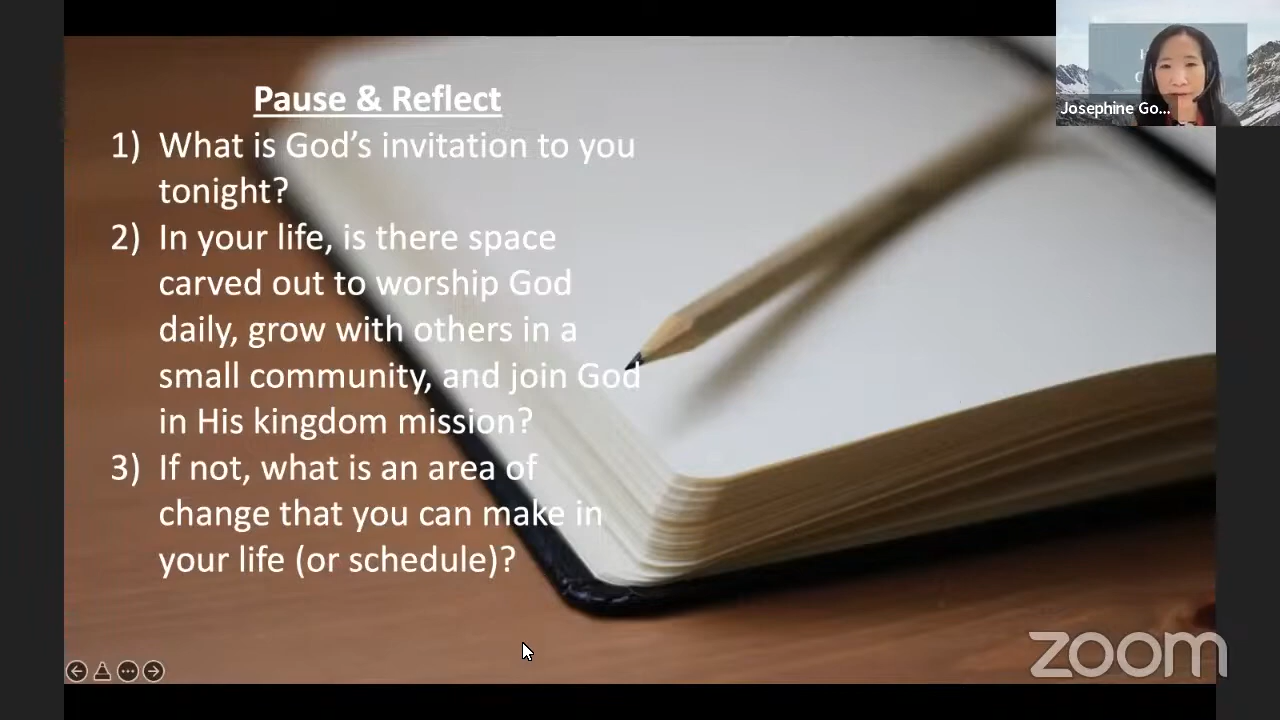 Pause & Reflect
1) What is God’s invitation to you
tonight?
2) In your life, is there space
carved out to worship God
daily, grow with others in a
small community, and join God
in His kingdom mission?
3) If not, what is an area of
change that you can make in
your life (or schedule)?
Josephine Go...
zoom